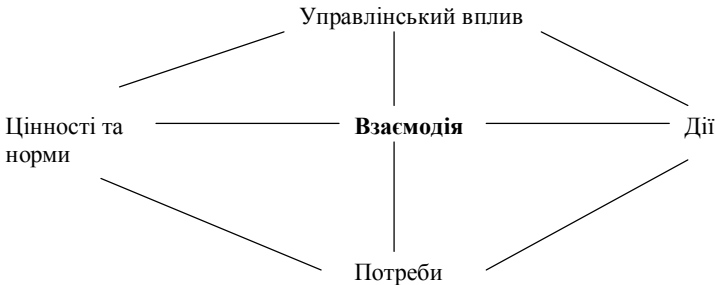 Управлінський вплив
Цінності та
норми
Взаємодія
Дії
Потреби